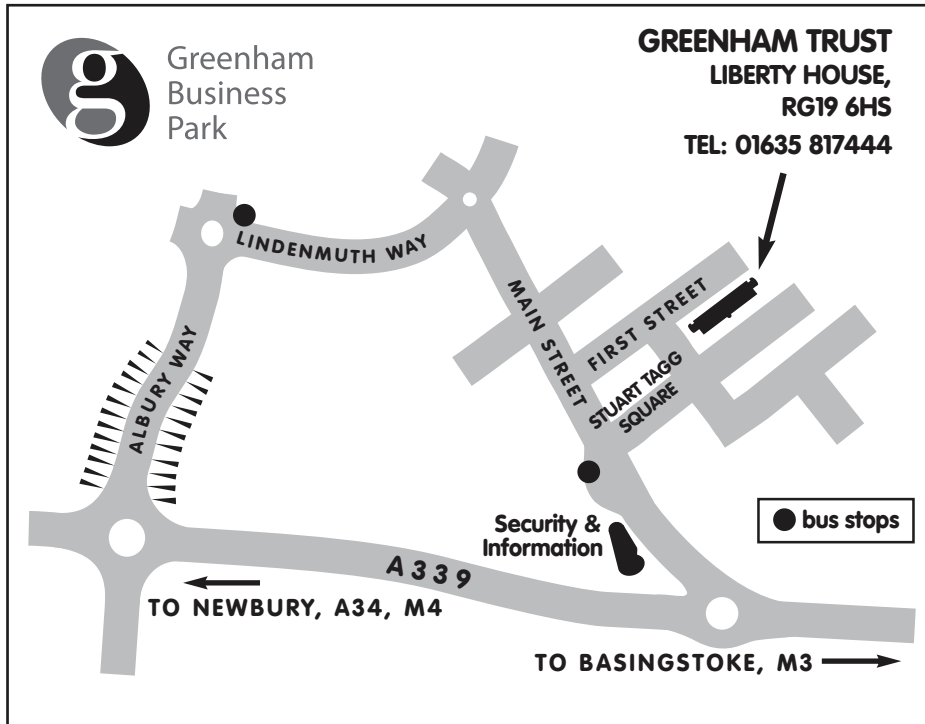 g
Greenham
Business
Park
GREENHAM TRUST
LIBERTY HOUSE,
RG19 6HS
TEL: 01635 817444
LINDENMUTH WAY
MAIN STREET
FIRST STREET
STUART TAGG
SQUARE
ALBURY WAY
bus stops
Security &
Information
A339
TO NEWBURY, A34, M4
TO BASINGSTOKE, M3